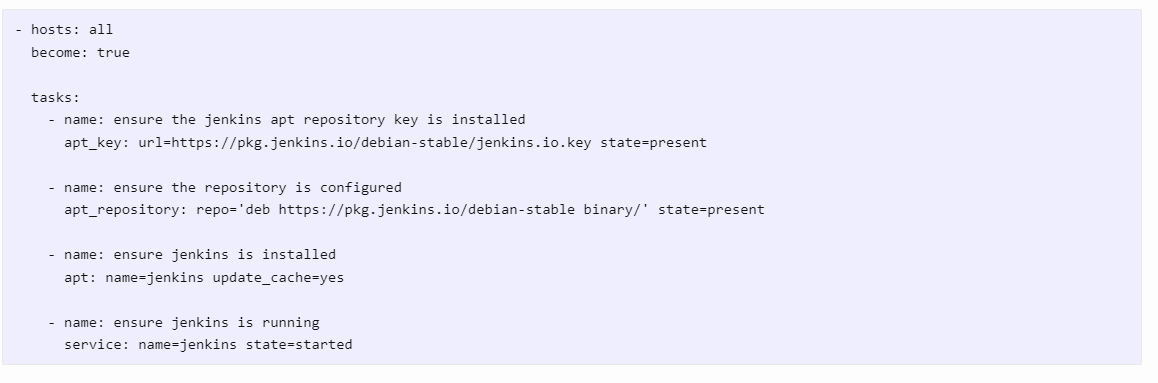 - hosts: all
  become: true

  tasks:
    - name: ensure the jenkins apt repository key is installed
      apt_key: url=https://pkg.jenkins.io/debian-stable/jenkins.io.key state=present

    - name: ensure the repository is configured
      apt_repository: repo='deb https://pkg.jenkins.io/debian-stable binary/' state=present

    - name: ensure jenkins is installed
      apt: name=jenkins update_cache=yes

    - name: ensure jenkins is running
      service: name=jenkins state=started